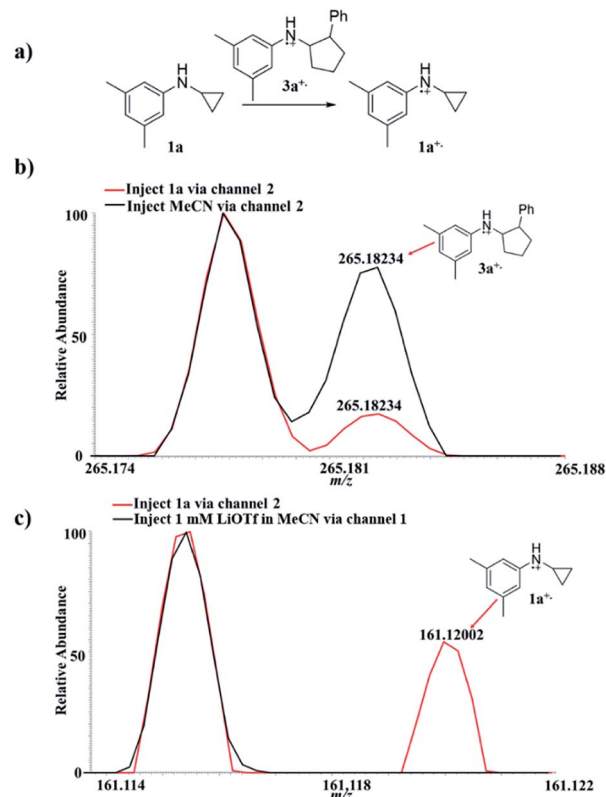 a)
H
N
+.
Ph
3a+.
H
N
1a
H
N
+.
1a+.
b)
Inject 1a via channel 2
Inject MeCN via channel 2
100
50
0
Relative Abundance
265.18234
265.18234
H
N
+.
Ph
3a+.
265.174
265.181
265.188
m/z
c)
Inject 1a via channel 2
Inject 1 mM LiOTf in MeCN via channel 1
100
50
0
Relative Abundance
161.12002
H
N
+.
1a+.
161.114
161.118
161.122
m/z